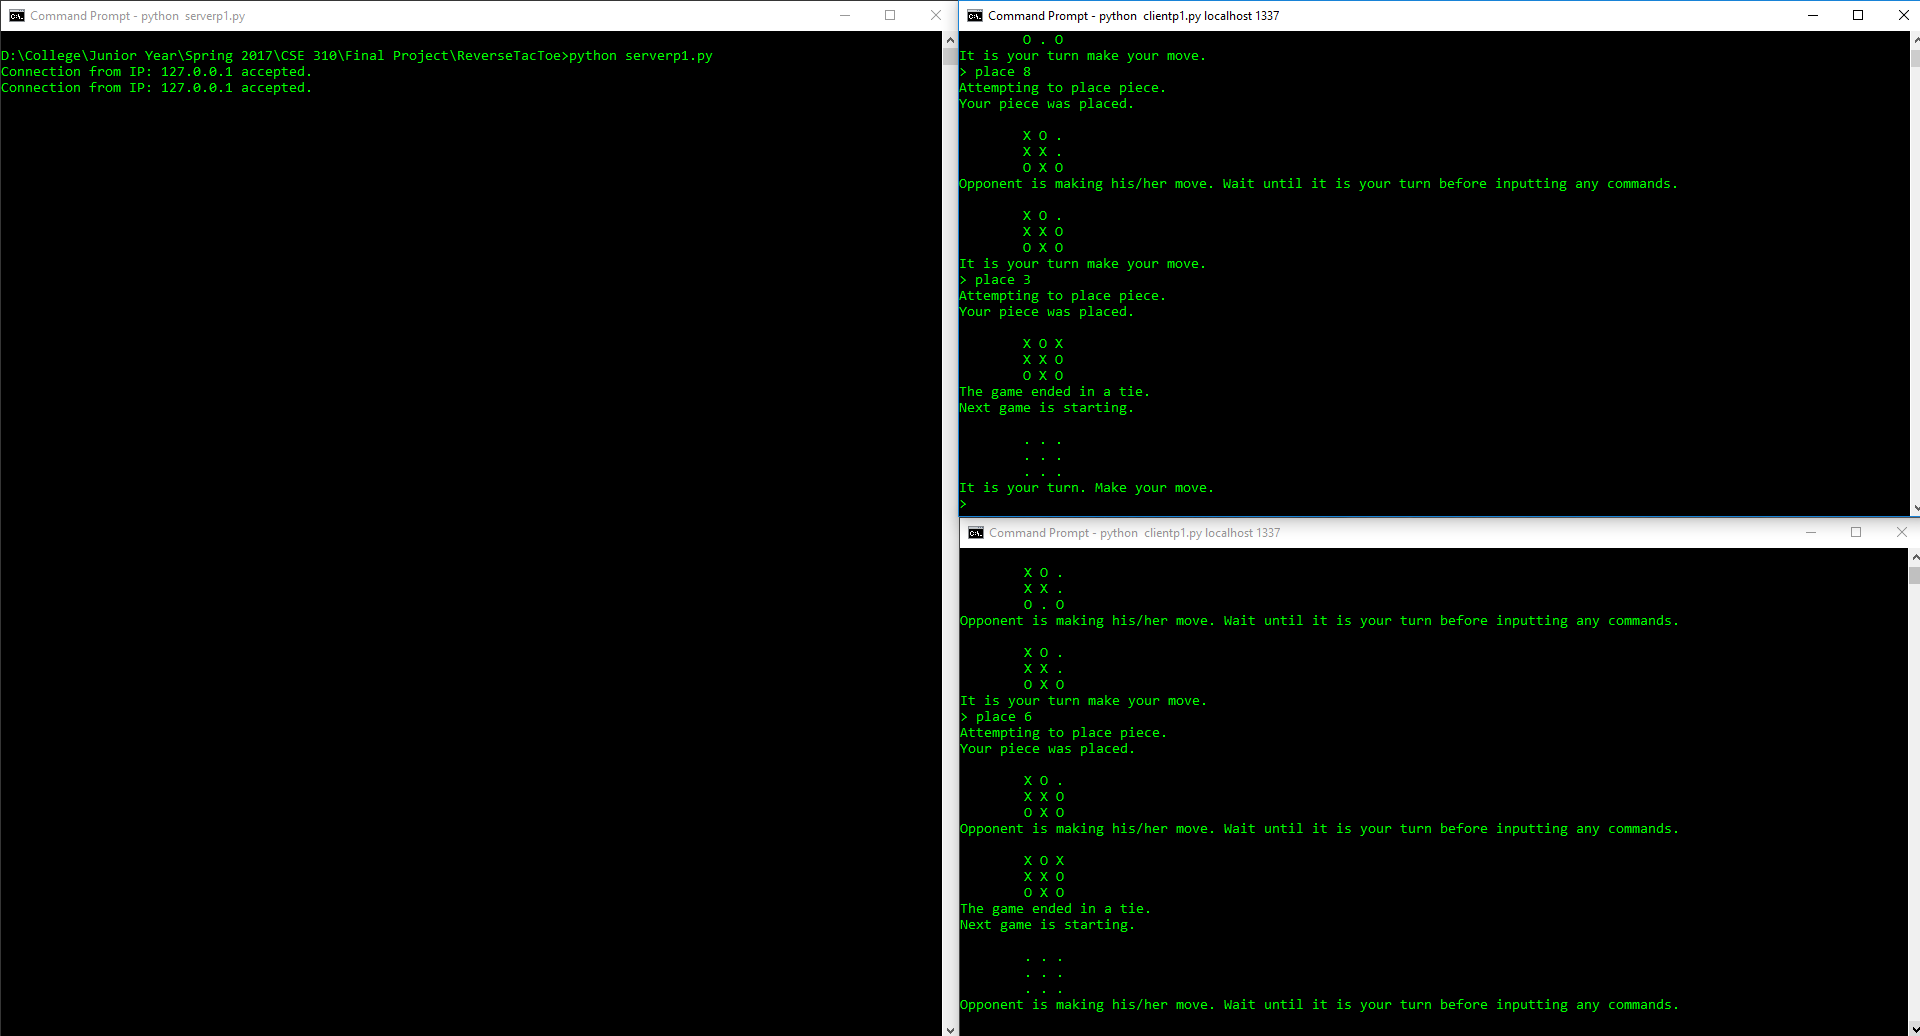 Command Prompt - python  serverp1.py
D:\College\Junior Year\Spring 2017\CSE 310\Final Project\ReverseTacToe>python serverp1.py
Connection from IP: 127.0.0.1 accepted.
Connection from IP: 127.0.0.1 accepted.
Command Prompt - python  clientp1.py localhost 1337
O . O
It is your turn make your move.
> place 8
Attempting to place piece.
Your piece was placed.
X O .
X X .
O X O
Opponent is making his/her move. Wait until it is your turn before inputting any commands.
X O .
X X O
O X O
It is your turn make your move.
> place 3
Attempting to place piece.
Your piece was placed.
X O X
X X O
O X O
The game ended in a tie.
Next game is starting.
. . .
. . .
. . .
It is your turn. Make your move.
>
Command Prompt - python  clientp1.py localhost 1337
X O .
X X .
O . O
Opponent is making his/her move. Wait until it is your turn before inputting any commands.
X O .
X X .
O X O
It is your turn make your move.
> place 6
Attempting to place piece.
Your piece was placed.
X O .
X X O
O X O
Opponent is making his/her move. Wait until it is your turn before inputting any commands.
X O X
X X O
O X O
The game ended in a tie.
Next game is starting.
. . .
. . .
. . .
Opponent is making his/her move. Wait until it is your turn before inputting any commands.